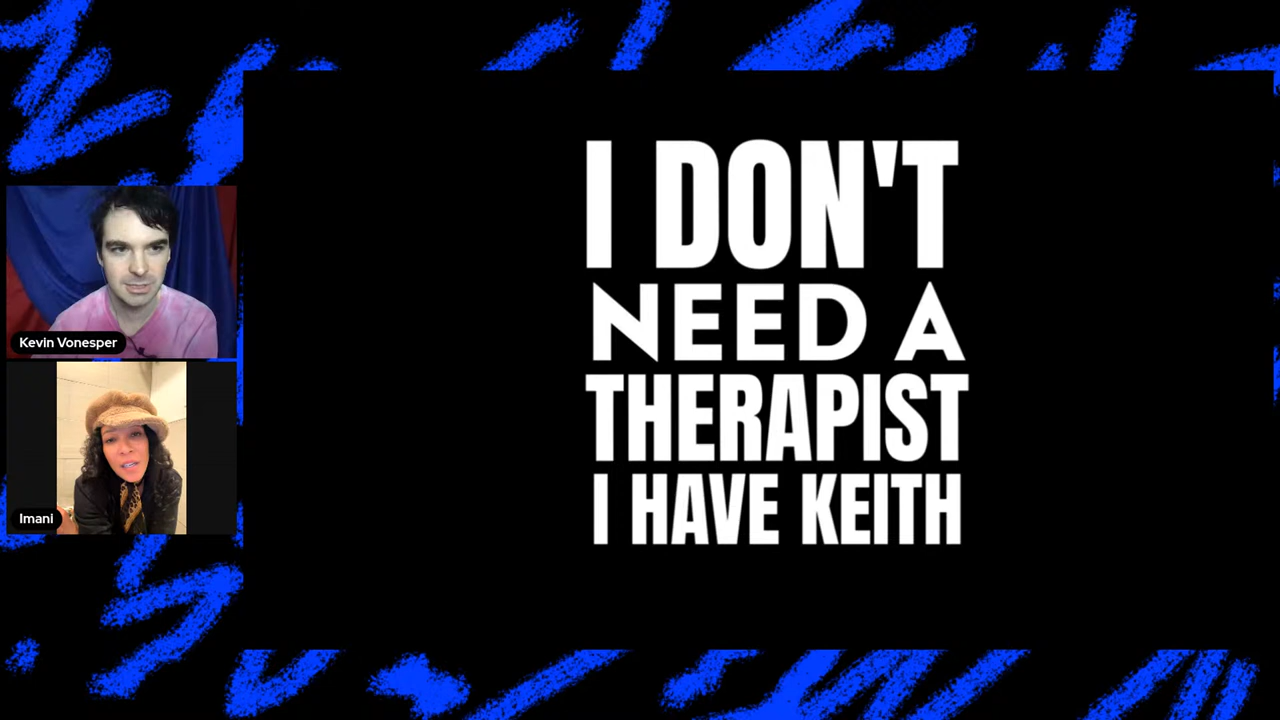 Kevin Vonesper
Imani
I DON'T
NEED A
THERAPIST
I HAVE KEITH